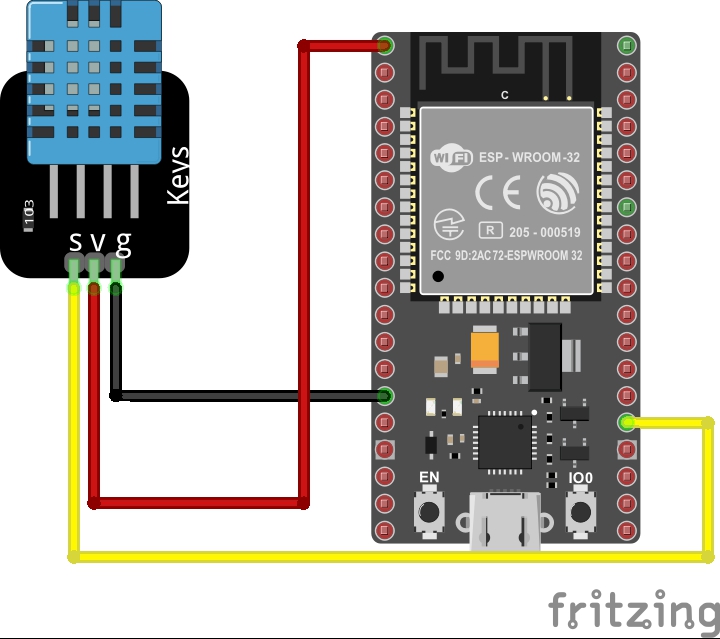 Keys
103
s v g
C
WiFi ESP - WROOM-32
CE
R 205 - 000519
FCC 9D:2AC72-ESPWROOM 32
EN
IO0
fritzing